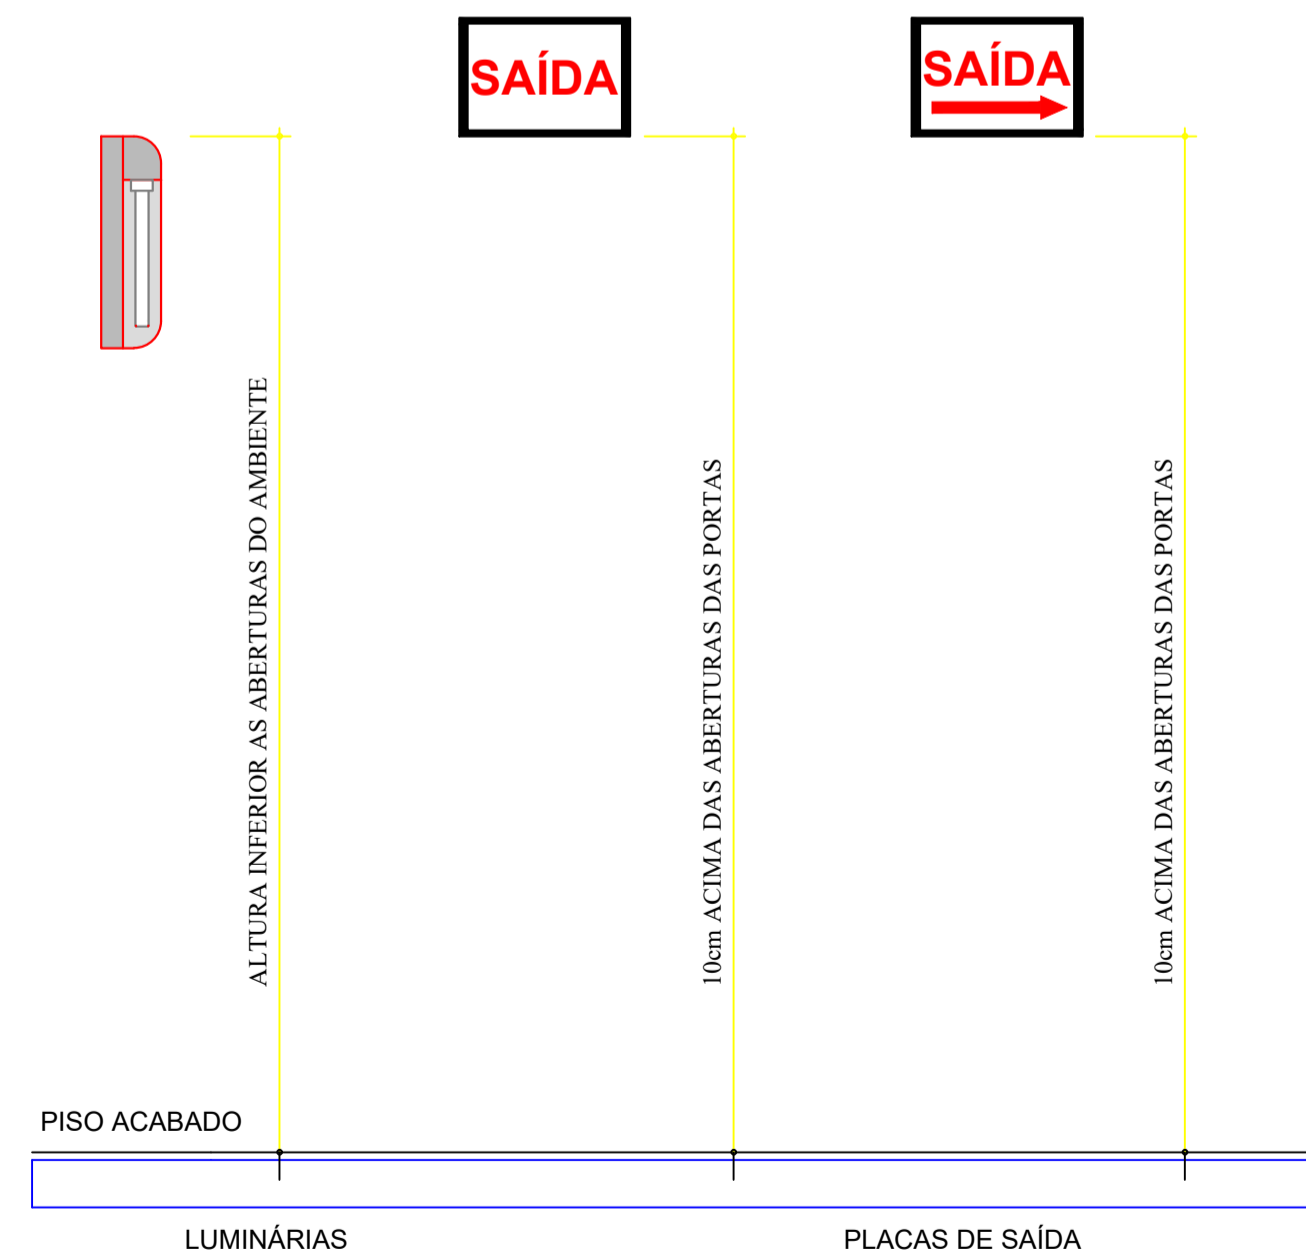 SAÍDA
SAÍDA
ALTURA INFERIOR AS ABERTURAS DO AMBIENTE
10cm ACIMA DAS ABERTURAS DAS PORTAS
10cm ACIMA DAS ABERTURAS DAS PORTAS
PISO ACABADO
LUMINÁRIAS
PLACAS DE SAÍDA